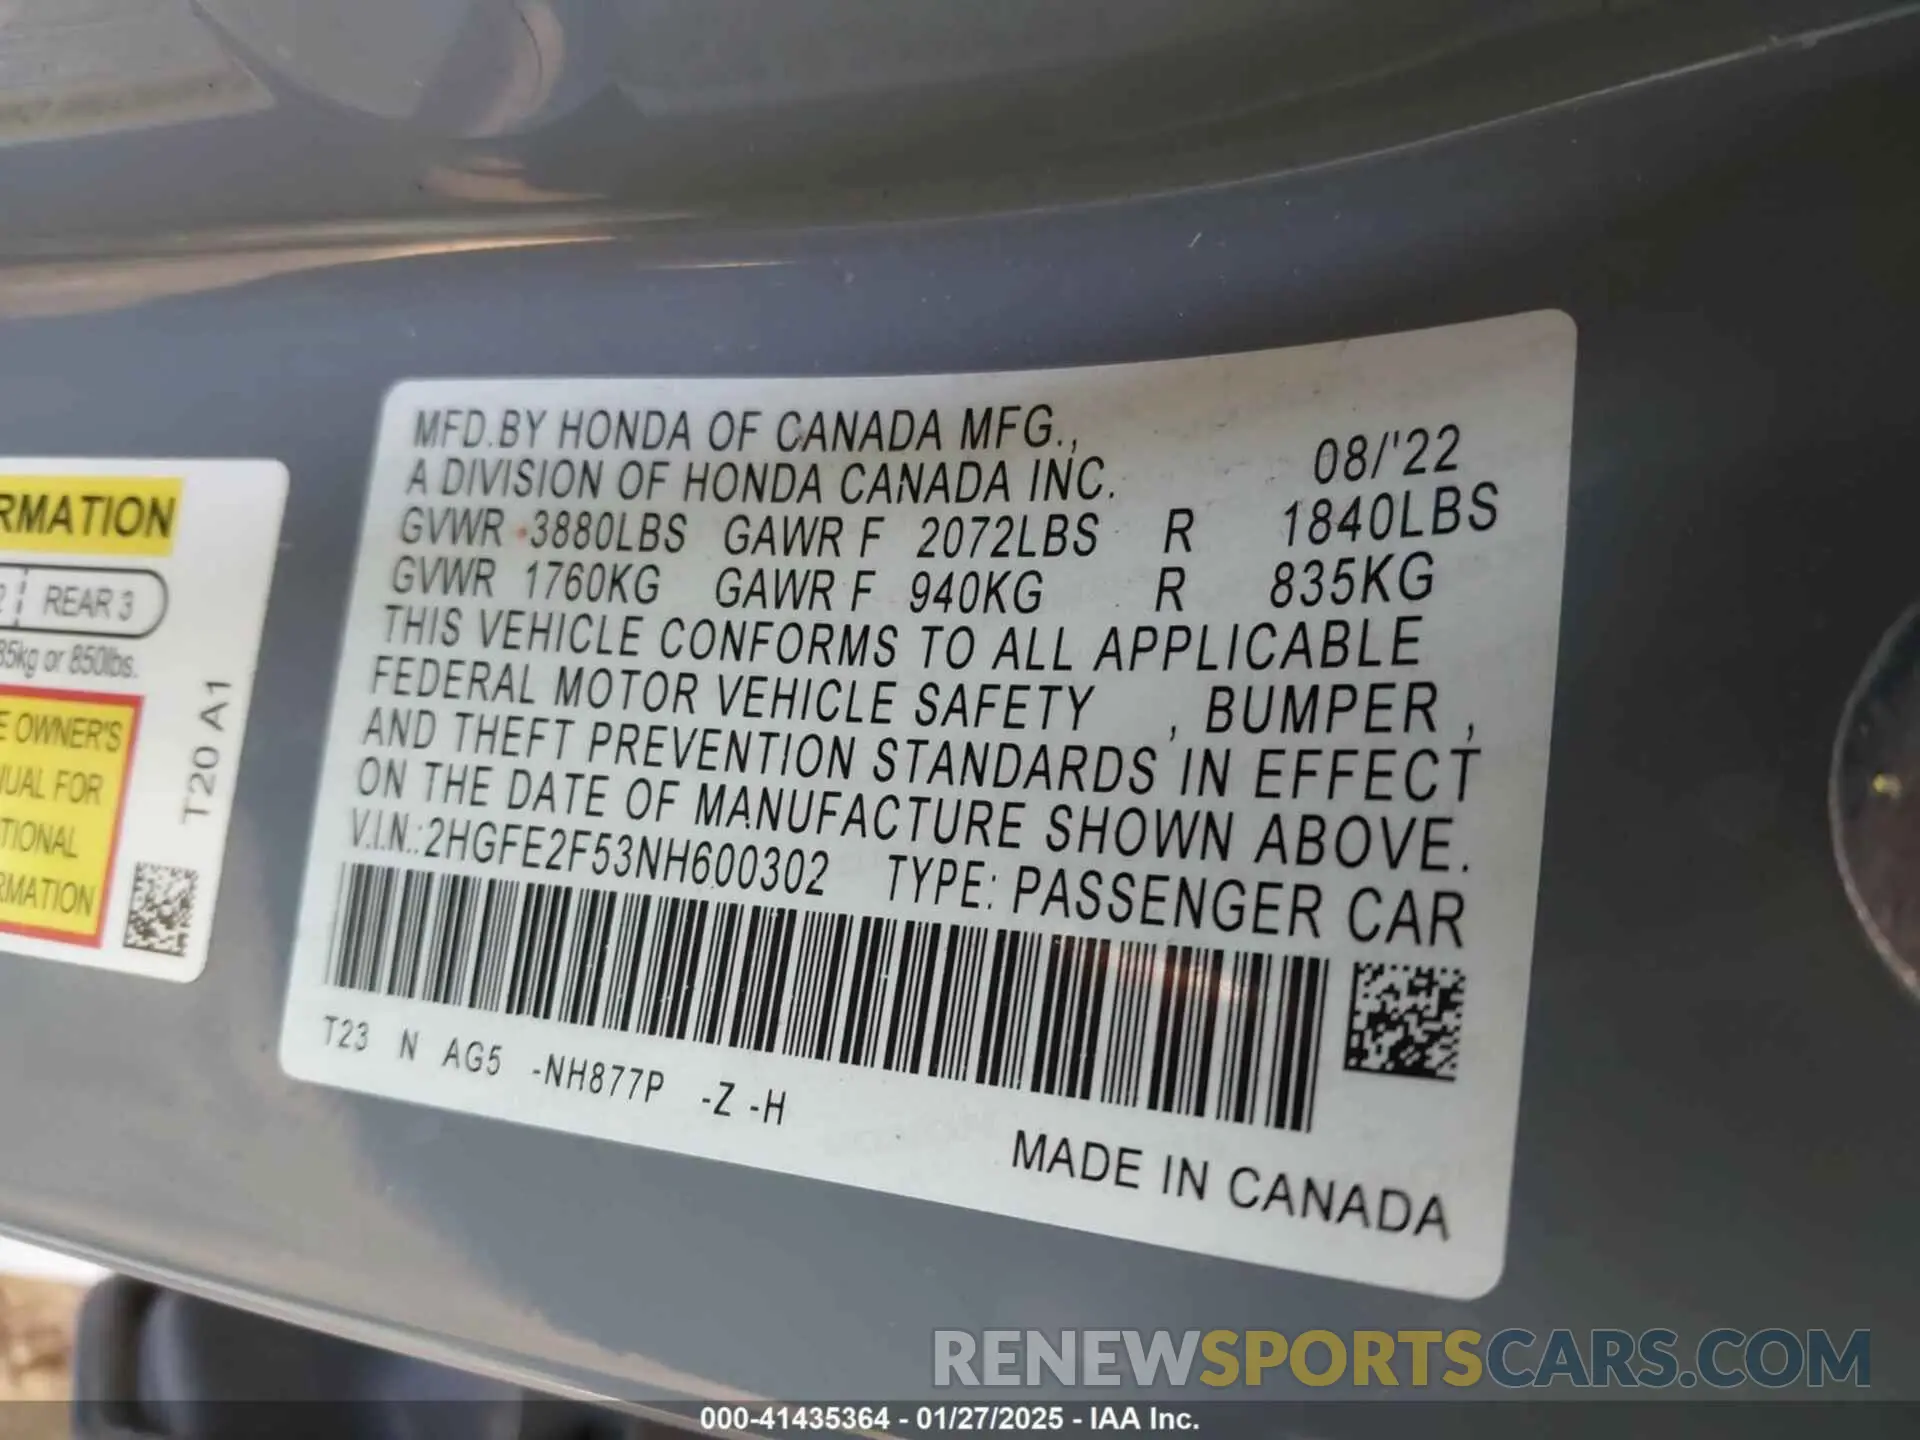 MFD.BY HONDA OF CANADA MFG.,
A DIVISION OF HONDA CANADA INC. 08/'22
GVWR 3880LBS GAWR F 2072LBS R 1840LBS
GVWR 1760KG GAWR F 940KG R 835KG
THIS VEHICLE CONFORMS TO ALL APPLICABLE
FEDERAL MOTOR VEHICLE SAFETY , BUMPER ,
AND THEFT PREVENTION STANDARDS IN EFFECT
ON THE DATE OF MANUFACTURE SHOWN ABOVE.
V.I.N.:2HGFE2F53NH600302 TYPE: PASSENGER CAR
T23 N AG5 -NH877P -Z -H
MADE IN CANADA
RMATION
2 REAR 3
35kg or 850lbs.
E OWNER'S
NUAL FOR
TIONAL
RMATION
T20 A1
RENEWSPORTSCARS.COM
000-41435364 - 01/27/2025 - IAA Inc.